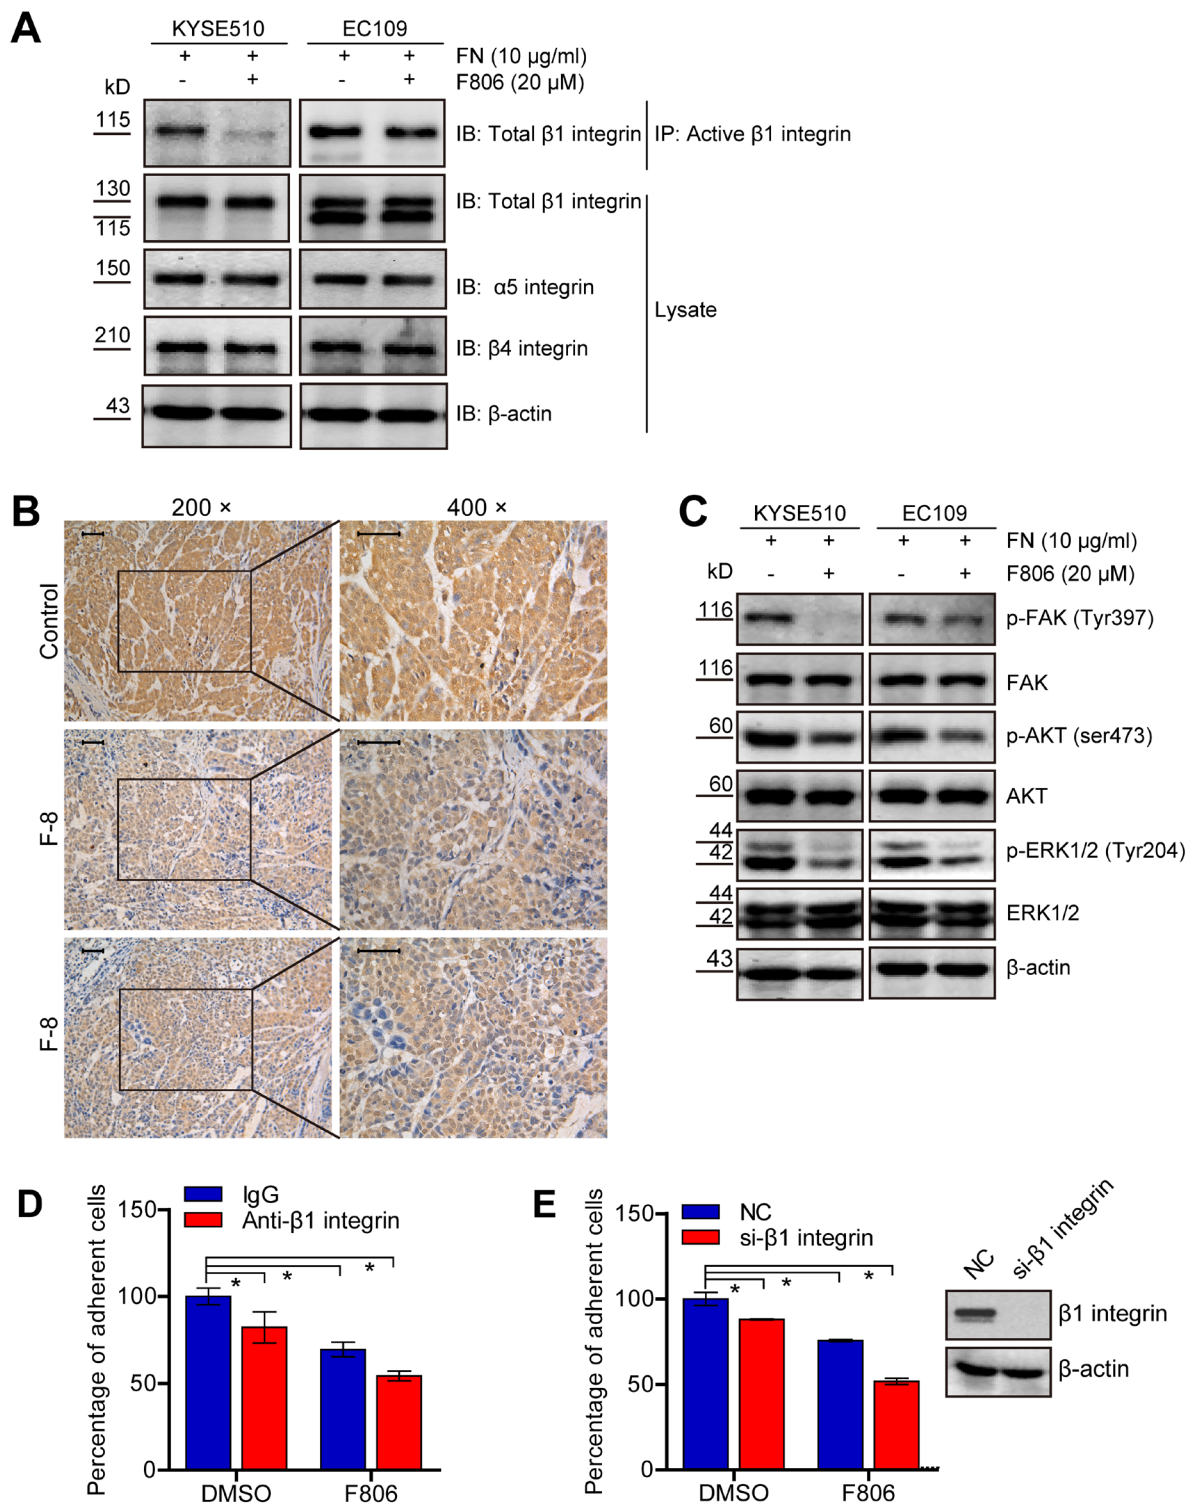 A
KYSE510 EC109
+ + + + FN (10 μg/ml)
- + - + F806 (20 μM)
kD
115 IB: Total β1 integrin IP: Active β1 integrin
130 IB: Total β1 integrin
115
150 IB: α5 integrin
Lysate
210 IB: β4 integrin
43 IB: β-actin
B
200 × 400 ×
Control
F-8
F-8
C
KYSE510 EC109
+ + + + FN (10 μg/ml)
kD - + - + F806 (20 μM)
116 p-FAK (Tyr397)
116 FAK
60 p-AKT (ser473)
60 AKT
44
42 p-ERK1/2 (Tyr204)
44
42 ERK1/2
43 β-actin
D
Percentage of adherent cells
IgG
Anti-β1 integrin
150
100
50
0
* * *
DMSO F806
E
Percentage of adherent cells
NC
si-β1 integrin
150
100
50
0
* * *
DMSO F806
NC si-β1 integrin
β1 integrin
β-actin